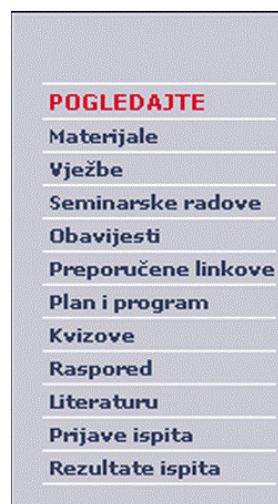 POGLEDAJTE
Materijale
Vježbe
Seminarske radove
Obavijesti
Preporučene linkove
Plan i program
Kvizove
Raspored
Literaturu
Prijave ispita
Rezultate ispita